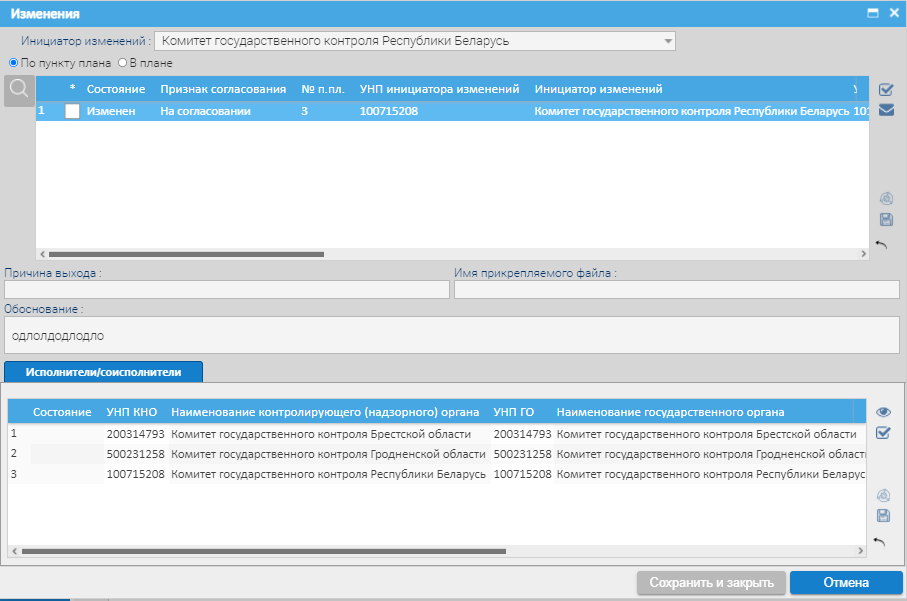 Изменения
Инициатор изменений : Комитет государственного контроля Республики Беларусь
По пункту плана В плане
* Состояние Признак согласования № п.пл. УНП инициатора изменений Инициатор изменений
1 Изменен На согласовании 3 100715208 Комитет государственного контроля Республики Беларусь 101
Причина выхода : Имя прикрепляемого файла :
Обоснование :
одлолдодлодло
Исполнители/соисполнители
Состояние УНП КНО Наименование контролирующего (надзорного) органа УНП ГО Наименование государственного органа
1 200314793 Комитет государственного контроля Брестской области 200314793 Комитет государственного контроля Брестской области
2 500231258 Комитет государственного контроля Гродненской области 500231258 Комитет государственного контроля Гродненской област
3 100715208 Комитет государственного контроля Республики Беларусь 100715208 Комитет государственного контроля Республики Беларус
Сохранить и закрыть Отмена